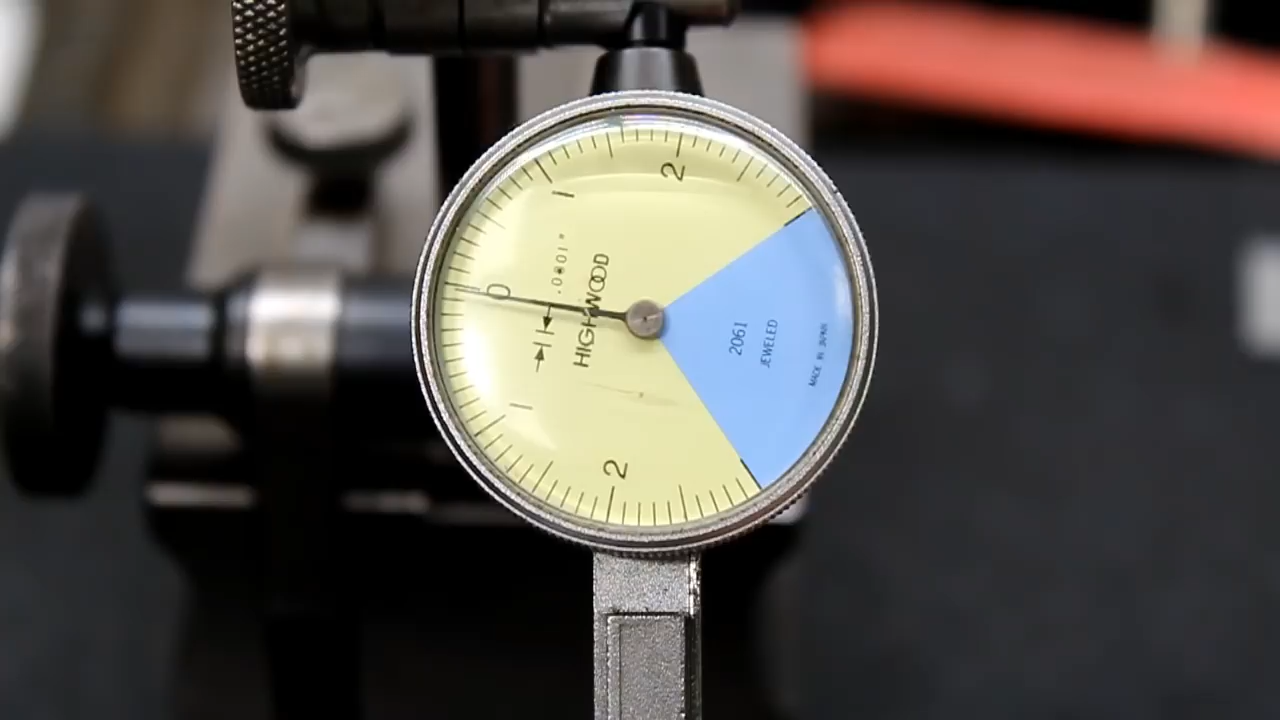 0
1
2
1
2
.0001"
HIGHWOOD
2061
JEWELED
MADE IN JAPAN